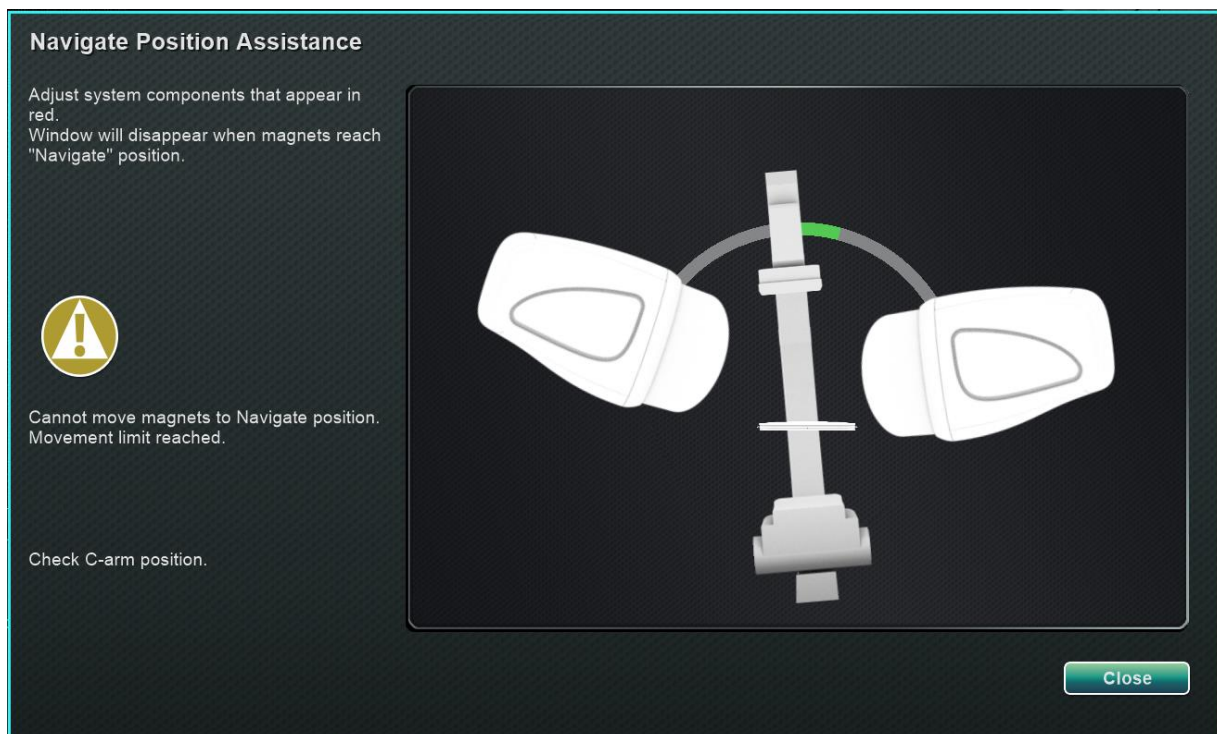 Navigate Position Assistance
Adjust system components that appear in
red.
Window will disappear when magnets reach
"Navigate" position.
Cannot move magnets to Navigate position.
Movement limit reached.
Check C-arm position.
Close